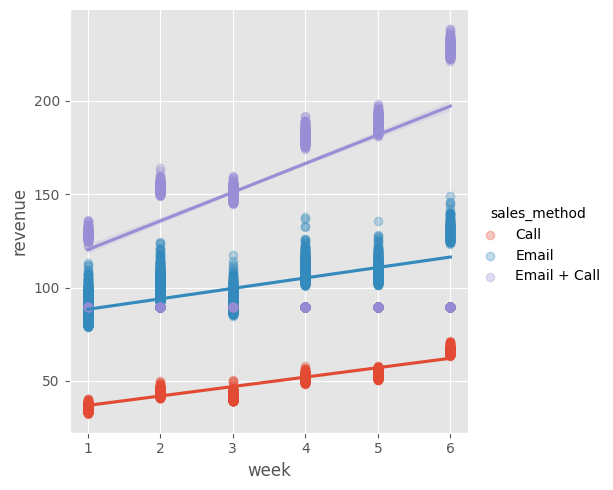 revenue
200
150
100
50
1 2 3 4 5 6
week
sales_method
Call
Email
Email + Call